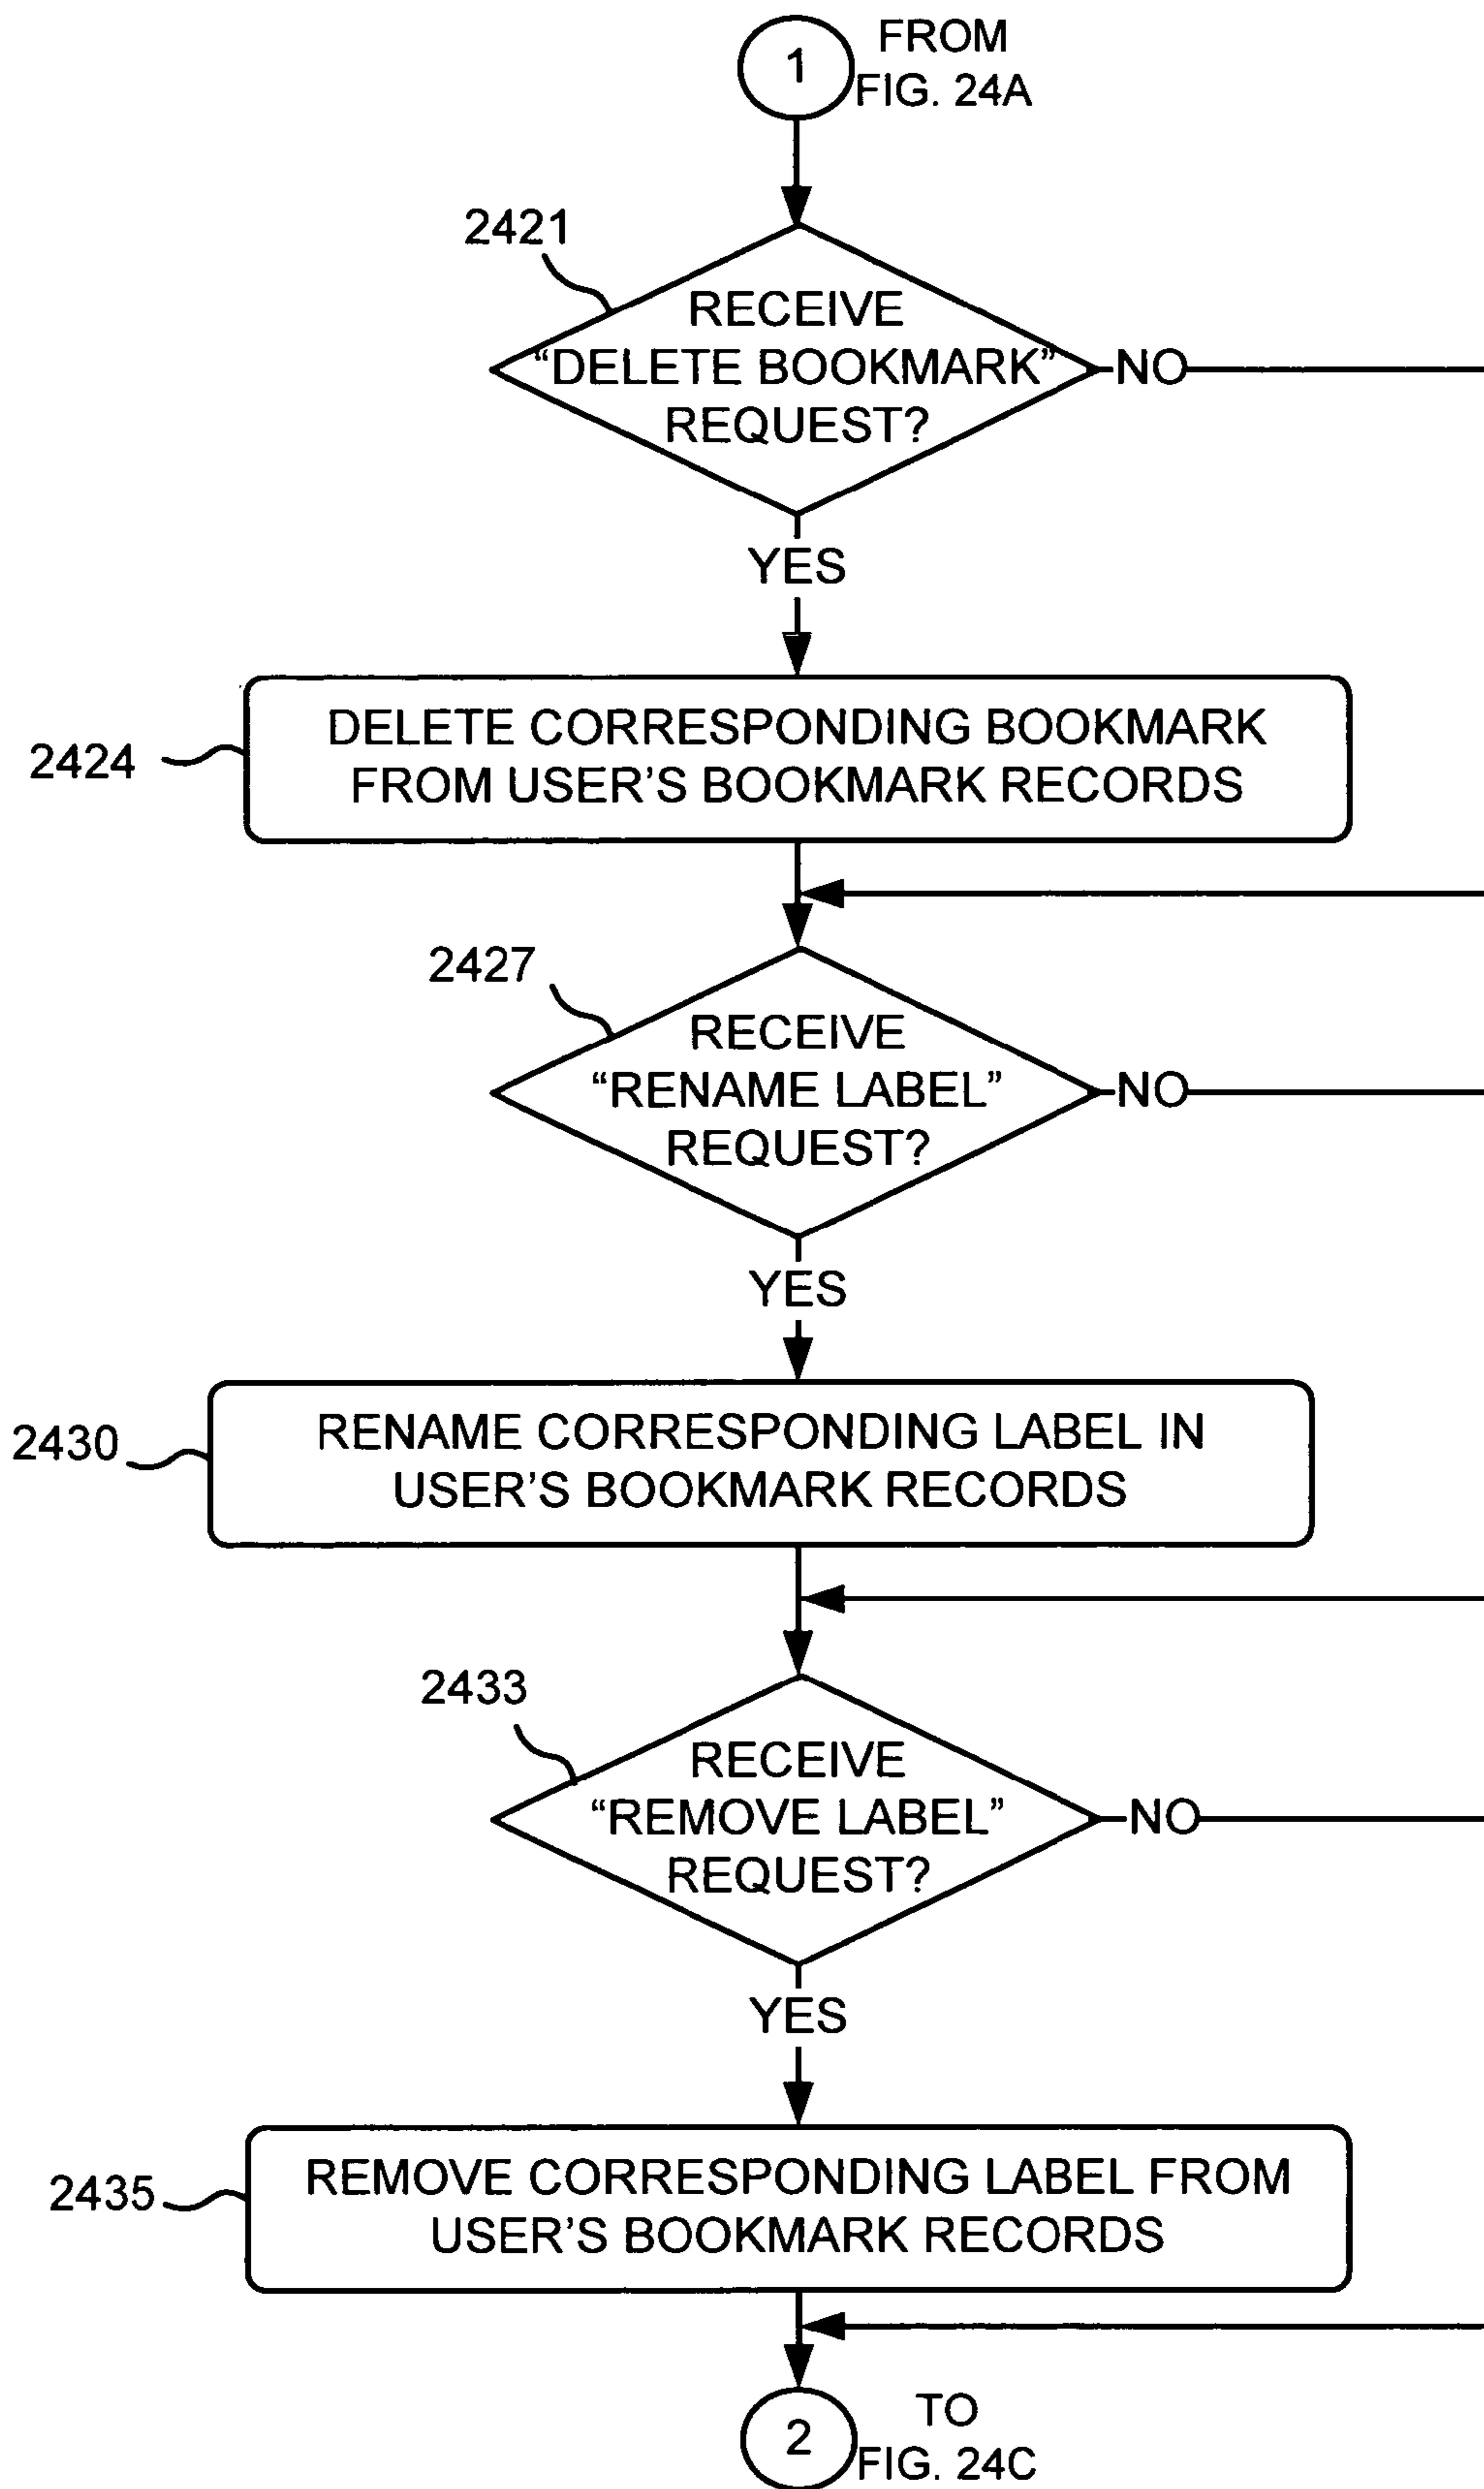 1
FROM
FIG. 24A
2421
RECEIVE
“DELETE BOOKMARK”
REQUEST?
NO
YES
2424
DELETE CORRESPONDING BOOKMARK
FROM USER’S BOOKMARK RECORDS
2427
RECEIVE
“RENAME LABEL”
REQUEST?
NO
YES
2430
RENAME CORRESPONDING LABEL IN
USER’S BOOKMARK RECORDS
2433
RECEIVE
“REMOVE LABEL”
REQUEST?
NO
YES
2435
REMOVE CORRESPONDING LABEL FROM
USER’S BOOKMARK RECORDS
2
TO
FIG. 24C